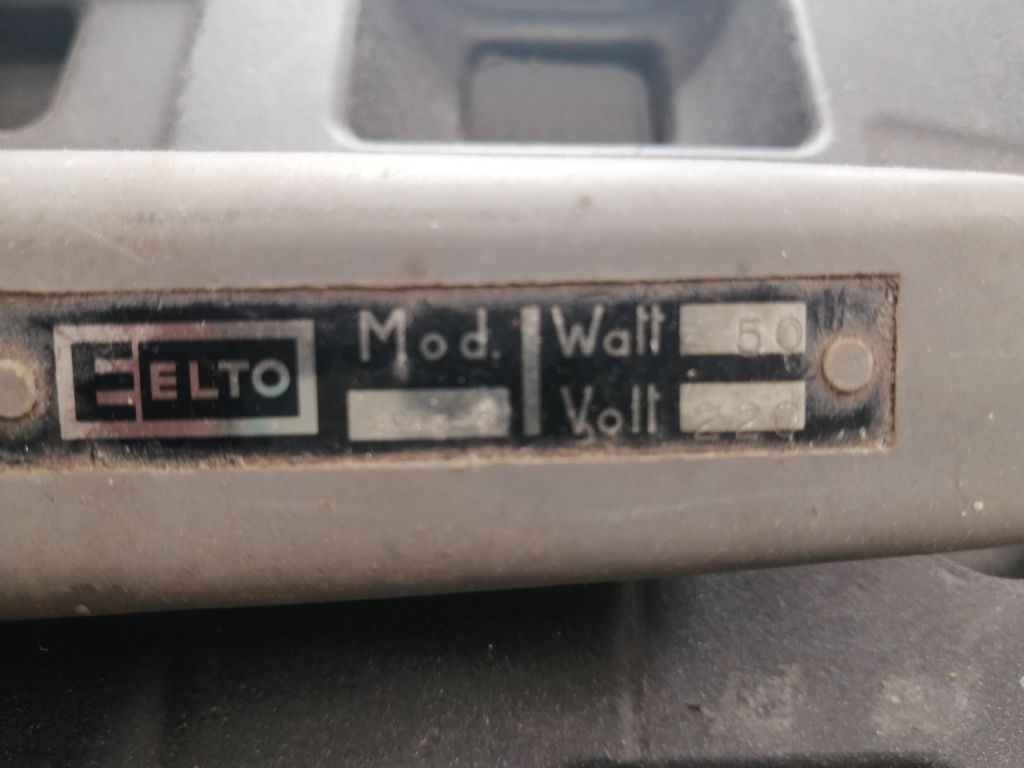 ELTO
Mod.
Watt 50
Volt 220